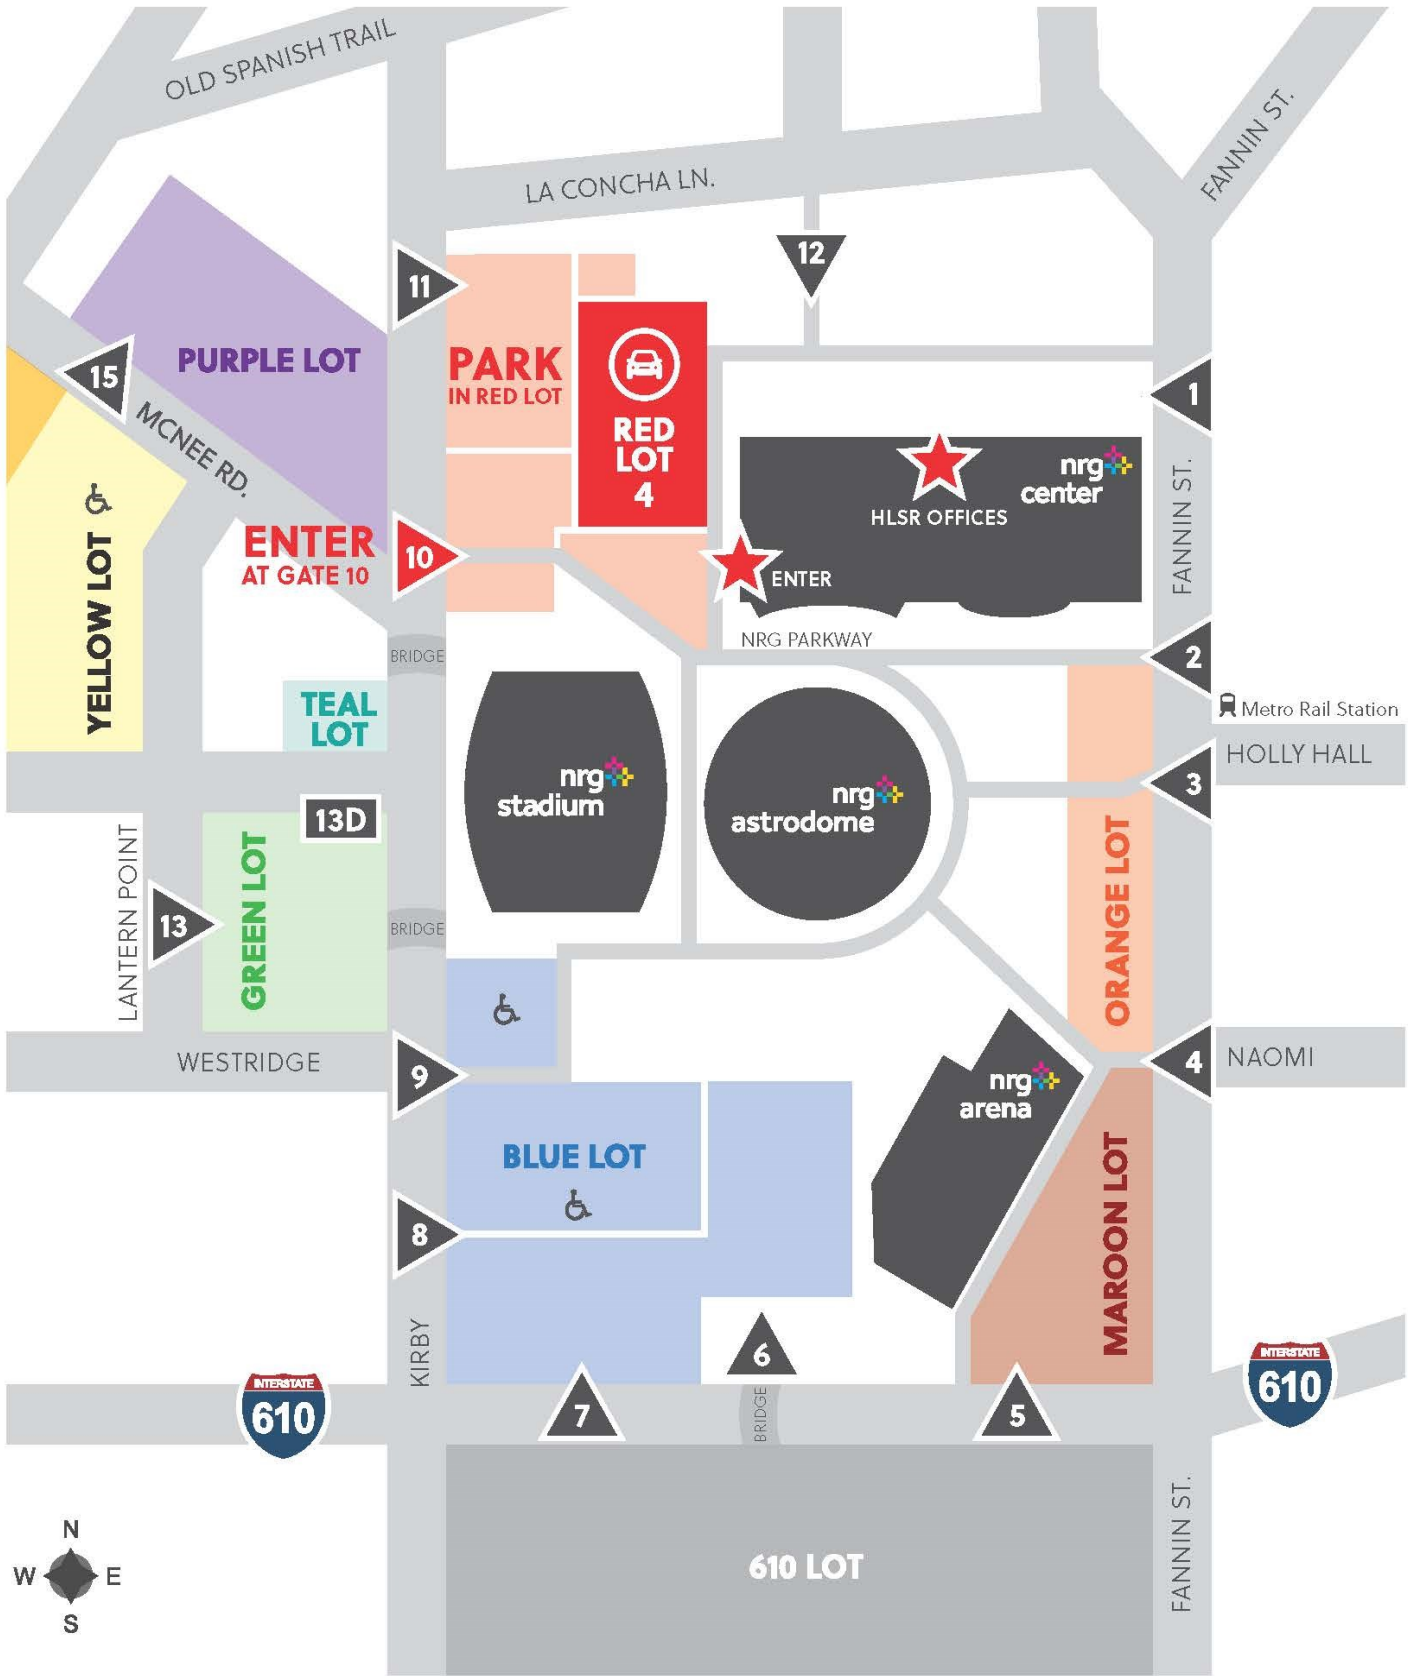 OLD SPANISH TRAIL
FANNIN ST.
LA CONCHA LN.
12
11
PURPLE LOT
PARK
IN RED LOT
15
1
MCNEE RD.
RED
LOT
4
nrg
center
HLSR OFFICES
FANNIN ST.
YELLOW LOT
ENTER
AT GATE 10
10
ENTER
NRG PARKWAY
BRIDGE
2
TEAL
LOT
Metro Rail Station
HOLLY HALL
3
nrg
stadium
nrg
astrodome
13D
GREEN LOT
LANTERN POINT
13
BRIDGE
ORANGE LOT
WESTRIDGE
9
4
NAOMI
nrg
arena
BLUE LOT
8
MAROON LOT
KIRBY
6
INTERSTATE
610
INTERSTATE
610
7
BRIDGE
5
FANNIN ST.
610 LOT
N
W E
S